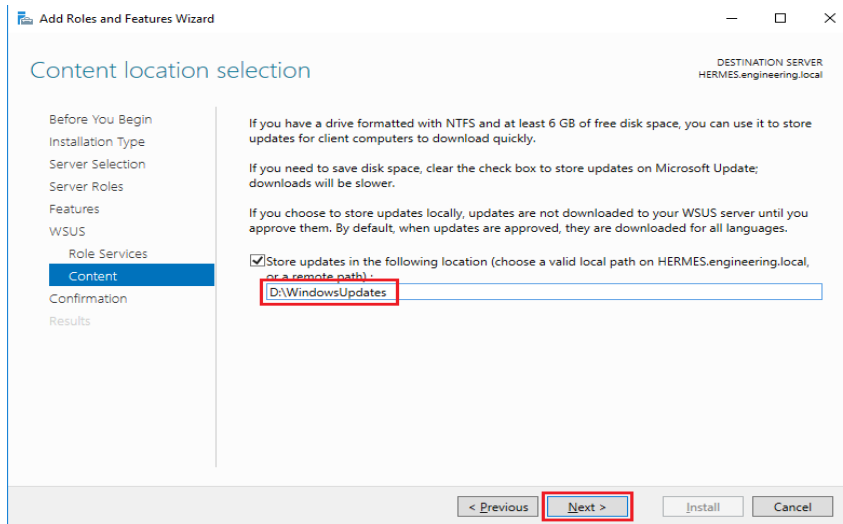 Add Roles and Features Wizard
Content location selection
DESTINATION SERVER
HERMES.engineering.local
Before You Begin
Installation Type
Server Selection
Server Roles
Features
WSUS
Role Services
Content
Confirmation
Results
If you have a drive formatted with NTFS and at least 6 GB of free disk space, you can use it to store
updates for client computers to download quickly.
If you need to save disk space, clear the check box to store updates on Microsoft Update;
downloads will be slower.
If you choose to store updates locally, updates are not downloaded to your WSUS server until you
approve them. By default, when updates are approved, they are downloaded for all languages.
Store updates in the following location (choose a valid local path on HERMES.engineering.local,
or a remote path) :
D:\WindowsUpdates
< Previous
Next >
Install
Cancel